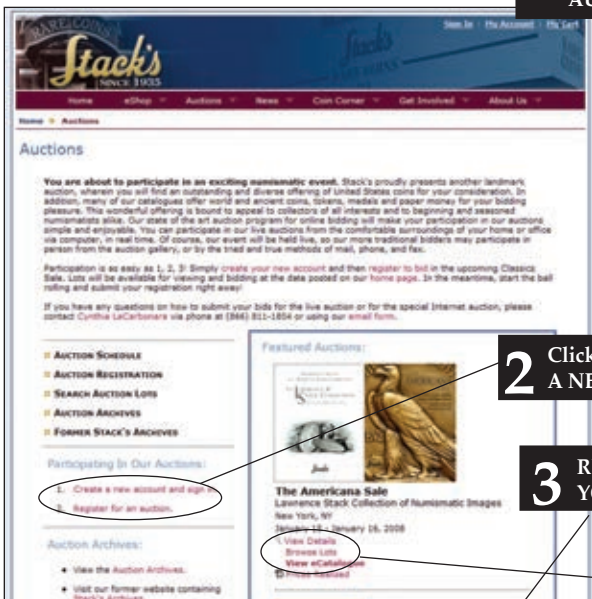 RARE COINS
Stack's
SINCE 1935
Sign In | My Account | My Cart
Home eShop Auctions News Coin Corner Get Involved About Us
Home Auctions
Auctions
You are about to participate in an exciting numismatic event. Stack's proudly presents another landmark
auction, wherein you will find an outstanding and diverse offering of United States coins for your consideration. In
addition, many of our catalogues offer world and ancient coins, tokens, medals and paper money for your bidding
pleasure. This wonderful offering is bound to appeal to collectors of all interests and to beginning and seasoned
numismatists alike. Our state of the art auction program for online bidding will make your participation in our auctions
simple and enjoyable. You can participate in our live auctions from the comfortable surroundings of your home or office
via computer, in real time. Of course, our event will be held live, so our more traditional bidders may participate in
person from the auction gallery, or by the tried and true methods of mail, phone, and fax.
Participation is as easy as 1, 2, 3! Simply create your new account and then register to bid in the upcoming Classics
Sale. Lots will be available for viewing and bidding at the date posted on our home page. In the meantime, start the ball
rolling and submit your registration right away!
If you have any questions on how to submit your bids for the live auction or for the special Internet auction, please
contact Cynthia LaCarbonara via phone at (866) 811-1804 or using our email form.
AUCTION SCHEDULE
AUCTION REGISTRATION
SEARCH AUCTION LOTS
AUCTION ARCHIVES
FORMER STACK'S ARCHIVES
Participating In Our Auctions:
1. Create a new account and sign in.
2. Register for an auction.
Auction Archives:
• View the Auction Archives.
• Visit our former website containing
Stack's Archives
Featured Auctions:
Stack's
The Americana Sale
Lawrence Stack Collection of Numismatic Images
New York, NY
January 15 - January 16, 2008
View Details
Browse Lots
View eCatalogue
Prices Realized
2 Click
A NE
3 R
Y